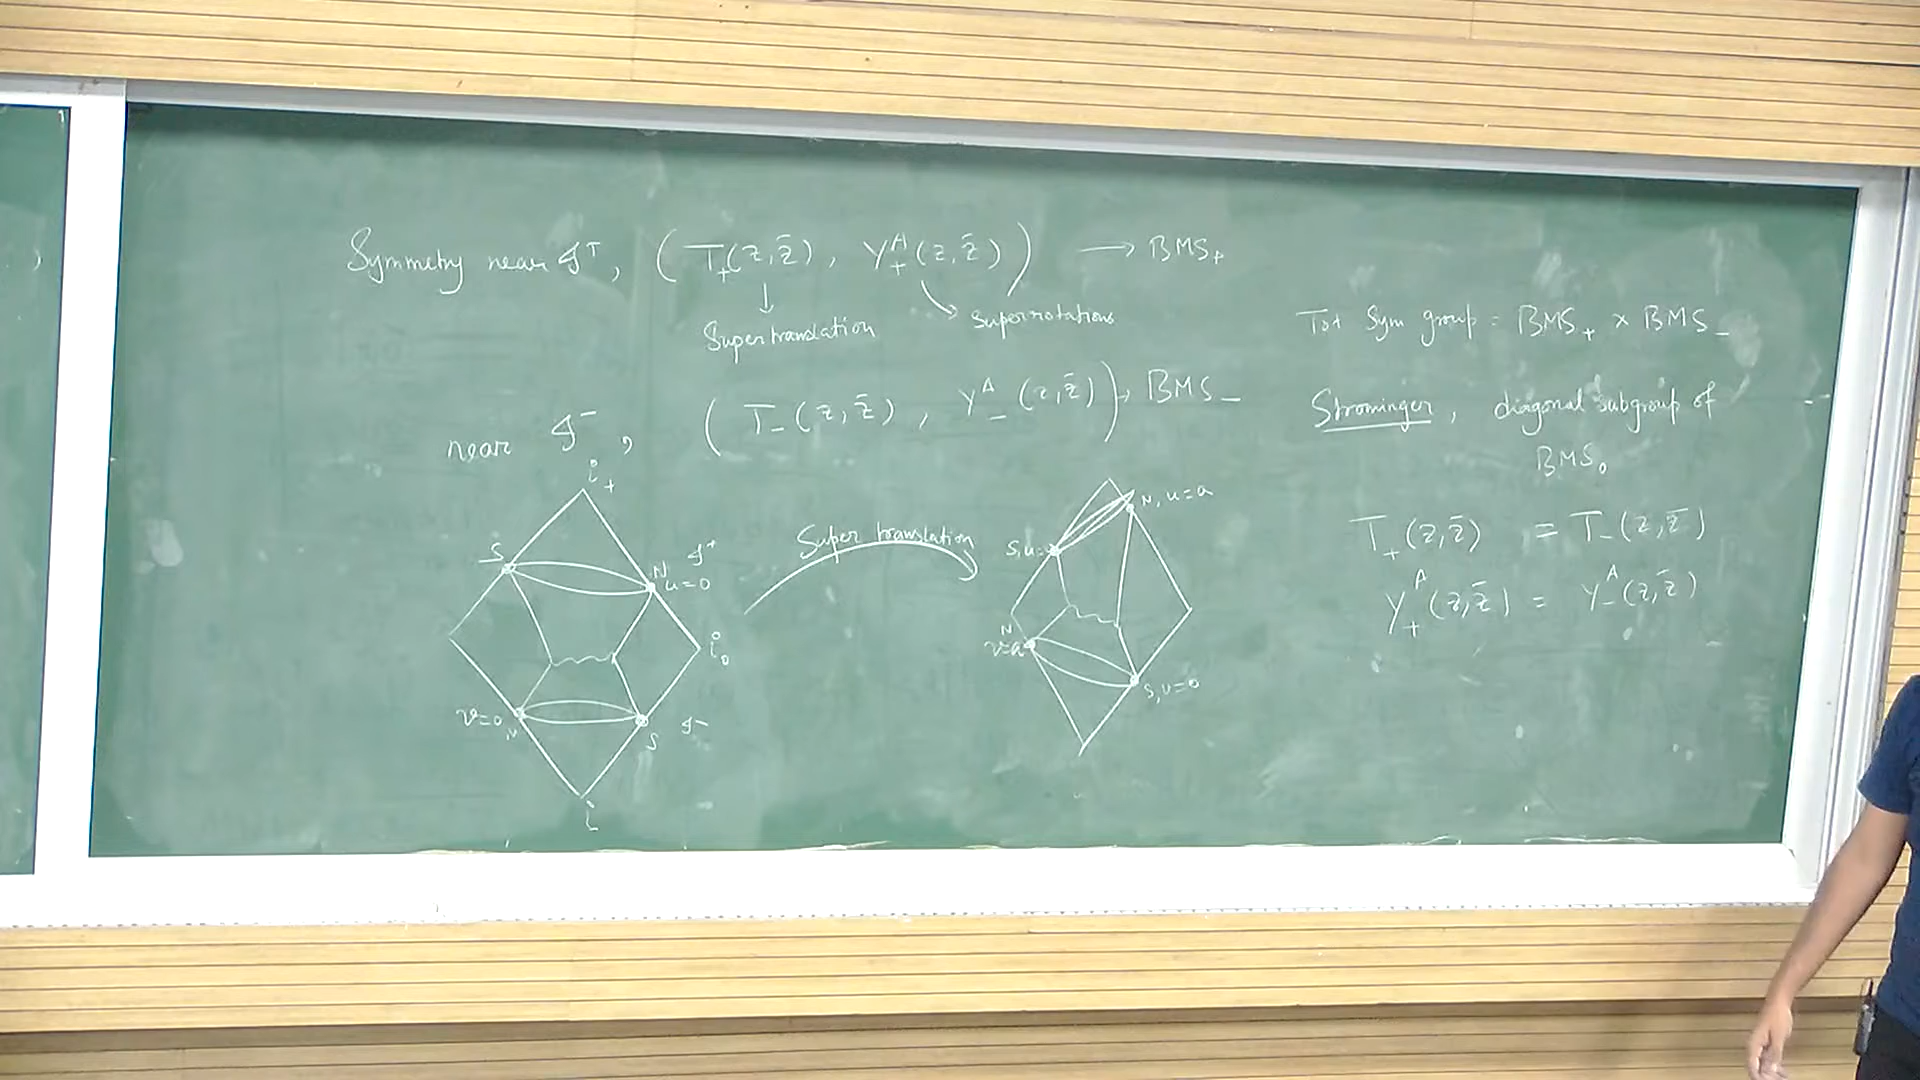 Symmetry near 𝓘⁺, ( T₊(z,z̄), Y₊ᴬ(z,z̄) ) → BMS₊
↓ ↘
Supertranslation Superrotations
near 𝓘⁻, ( T₋(z,z̄), Y₋ᴬ(z,z̄) ), BMS₋
i₊
S
N 𝓘⁺
u=0
i₀
v=0
S 𝓘⁻
i
Super translation
N, u=a
S, u=
N
v=a
S, v=0
Tot Sym group = BMS₊ × BMS₋
Strominger, diagonal subgroup of
BMS₀
T₊(z,z̄) = T₋(z,z̄)
Y₊ᴬ(z,z̄) = Y₋ᴬ(z,z̄)